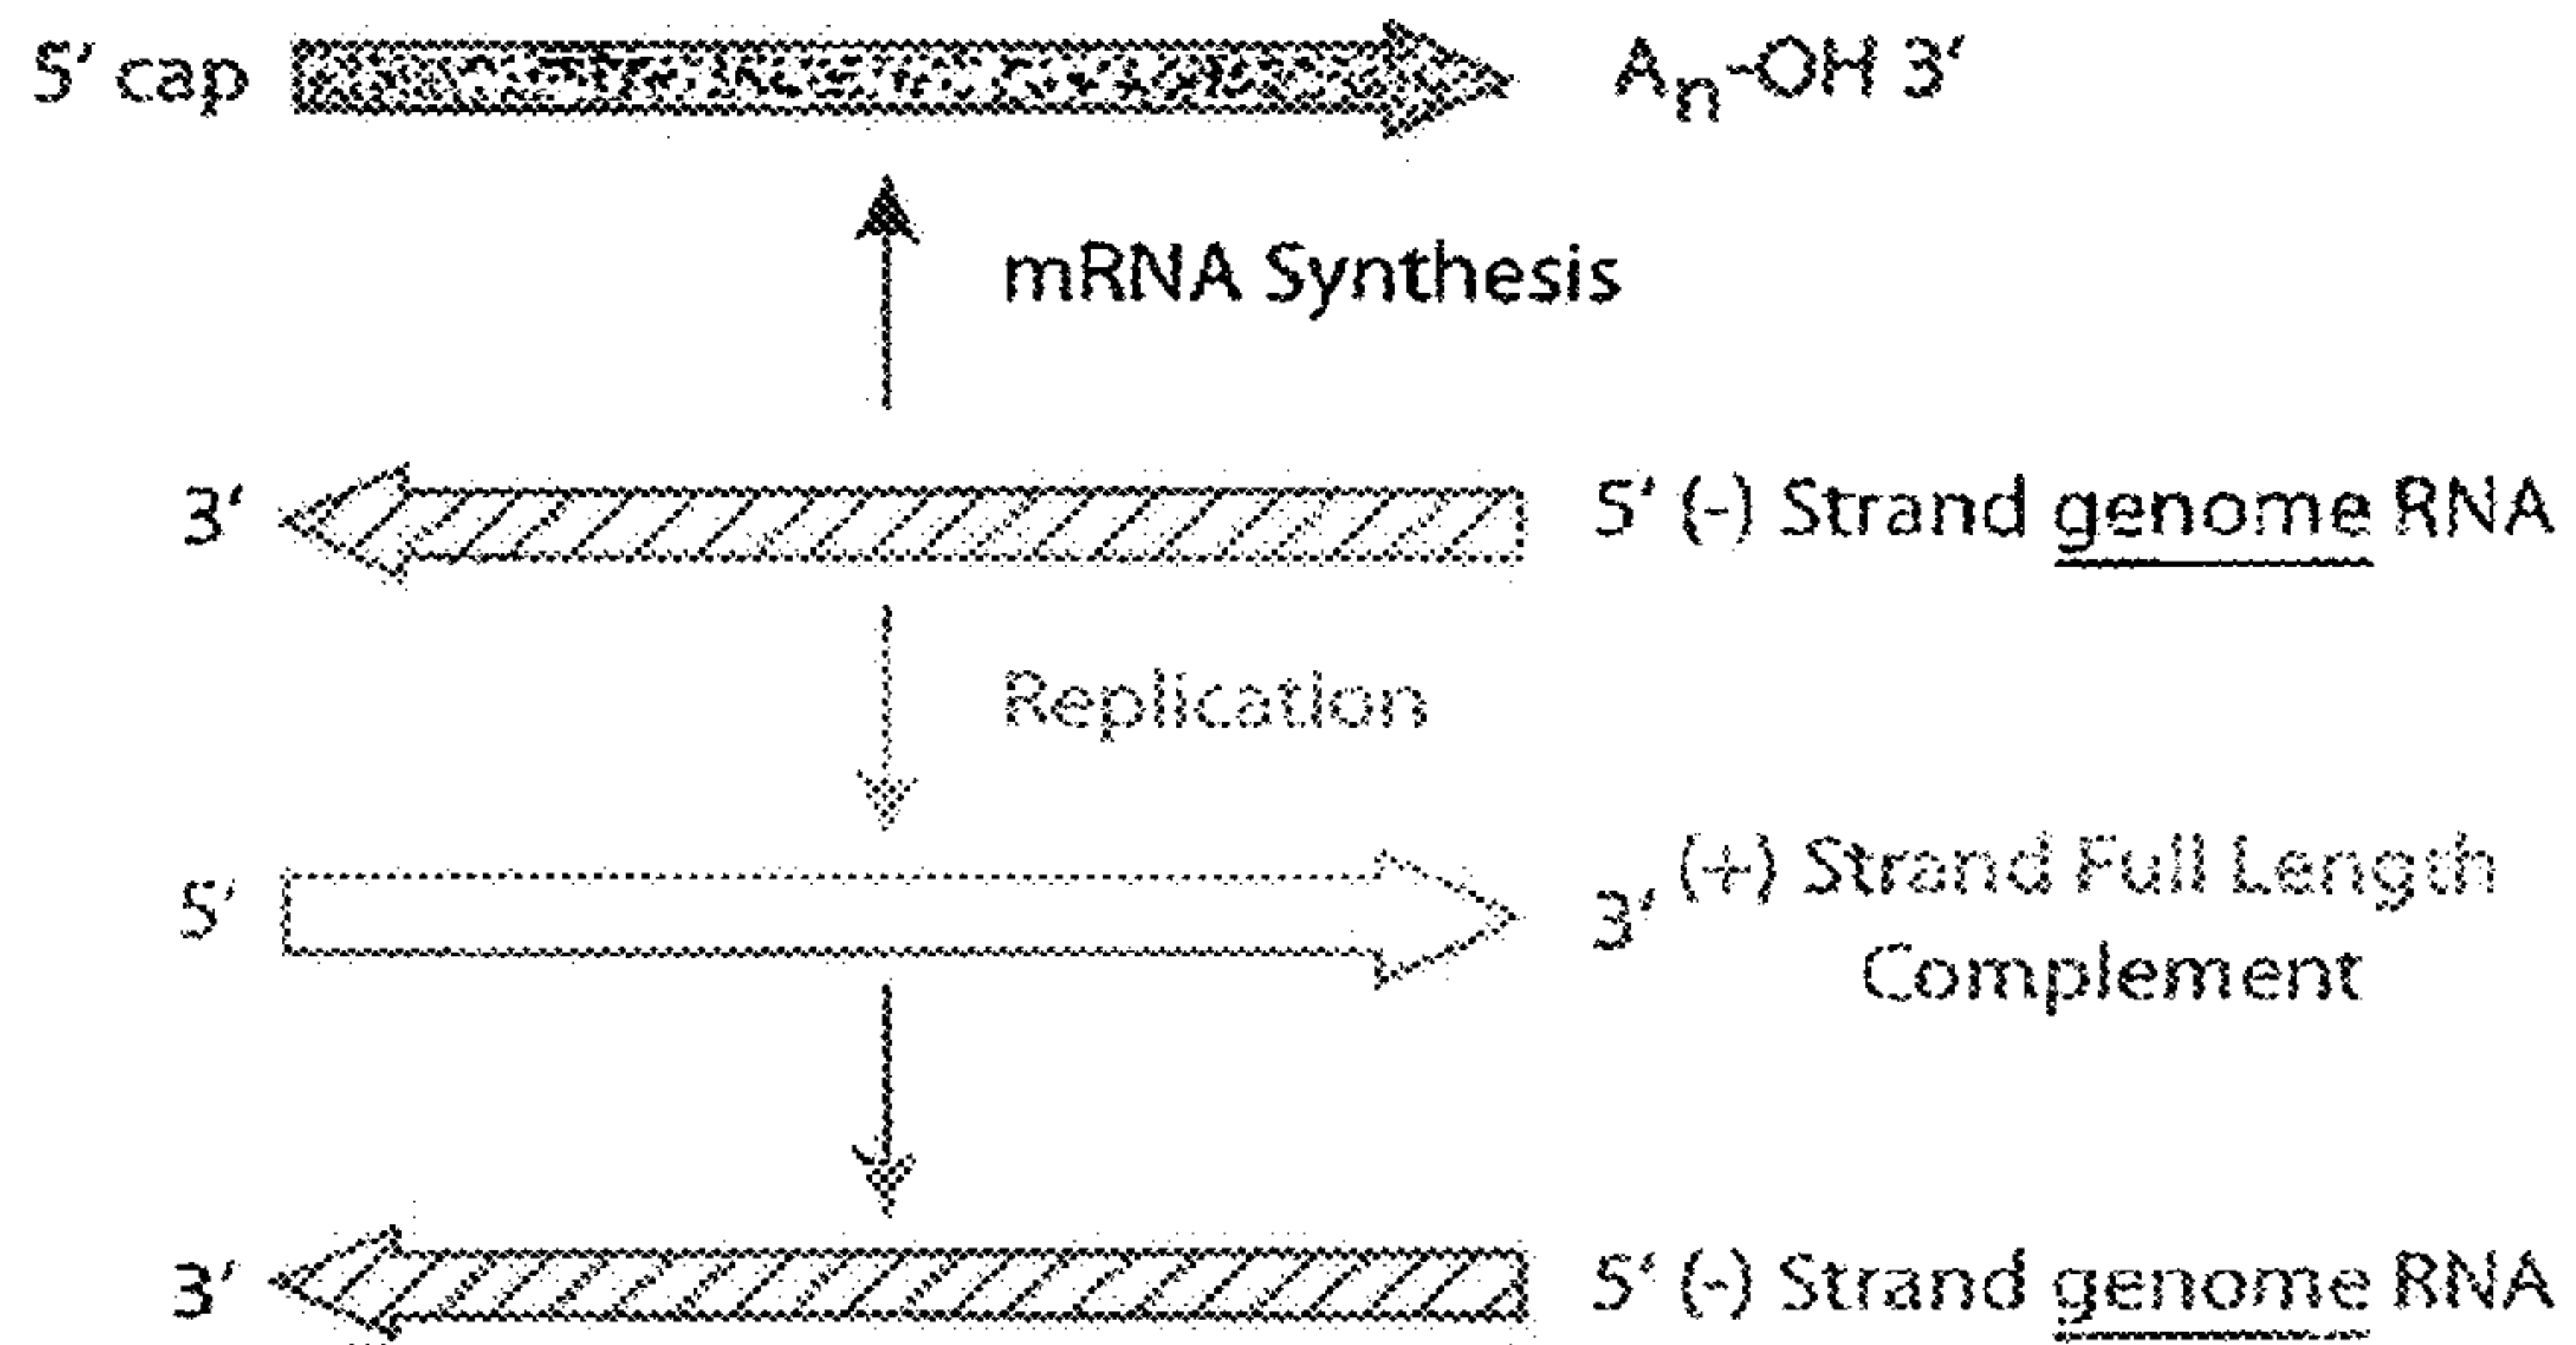 5' cap An-OH 3'
mRNA Synthesis
3' 5' (-) Strand genome RNA
Replication
5' 3' (+) Strand Full Length
Complement
3' 5' (-) Strand genome RNA